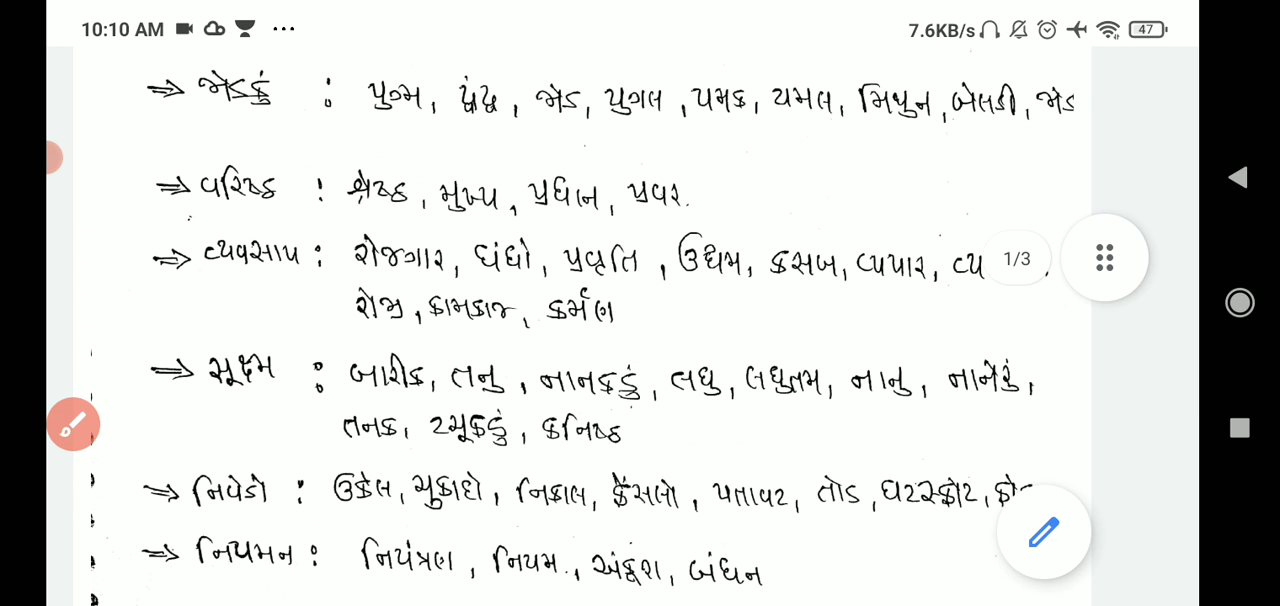 10:10 AM ... 7.6KB/s 47
⇒ જોડકું : યુગ્મ, દ્વંદ્વ, જોડ, યુગલ, યમક, યમલ, મિથુન, બેલડી, જોડ
⇒ વરિષ્ઠ : શ્રેષ્ઠ, મુખ્ય, પ્રધાન, પ્રવર.
⇒ વ્યવસાય : રોજગાર, ધંધો, પ્રવૃતિ, ઉદ્યમ, કસબ, વ્યપાર, 1/3
રોજી, કામકાજ, કર્મણ
⇒ સૂક્ષ્મ : બારીક, તનુ, નાનકડું, લઘુ, લઘુતમ, નાનુ, નાનેરું,
તનક, ટચૂકડું, કનિષ્ઠ
⇒ નિવેડો : ઉકેલ, ચુકાદો, નિકાલ, ફેંસલો, પતાવટ, તોડ, ઘટસ્ફોટ,
⇒ નિયમન : નિયંત્રણ, નિયમ, અંકૂશ, બંધન